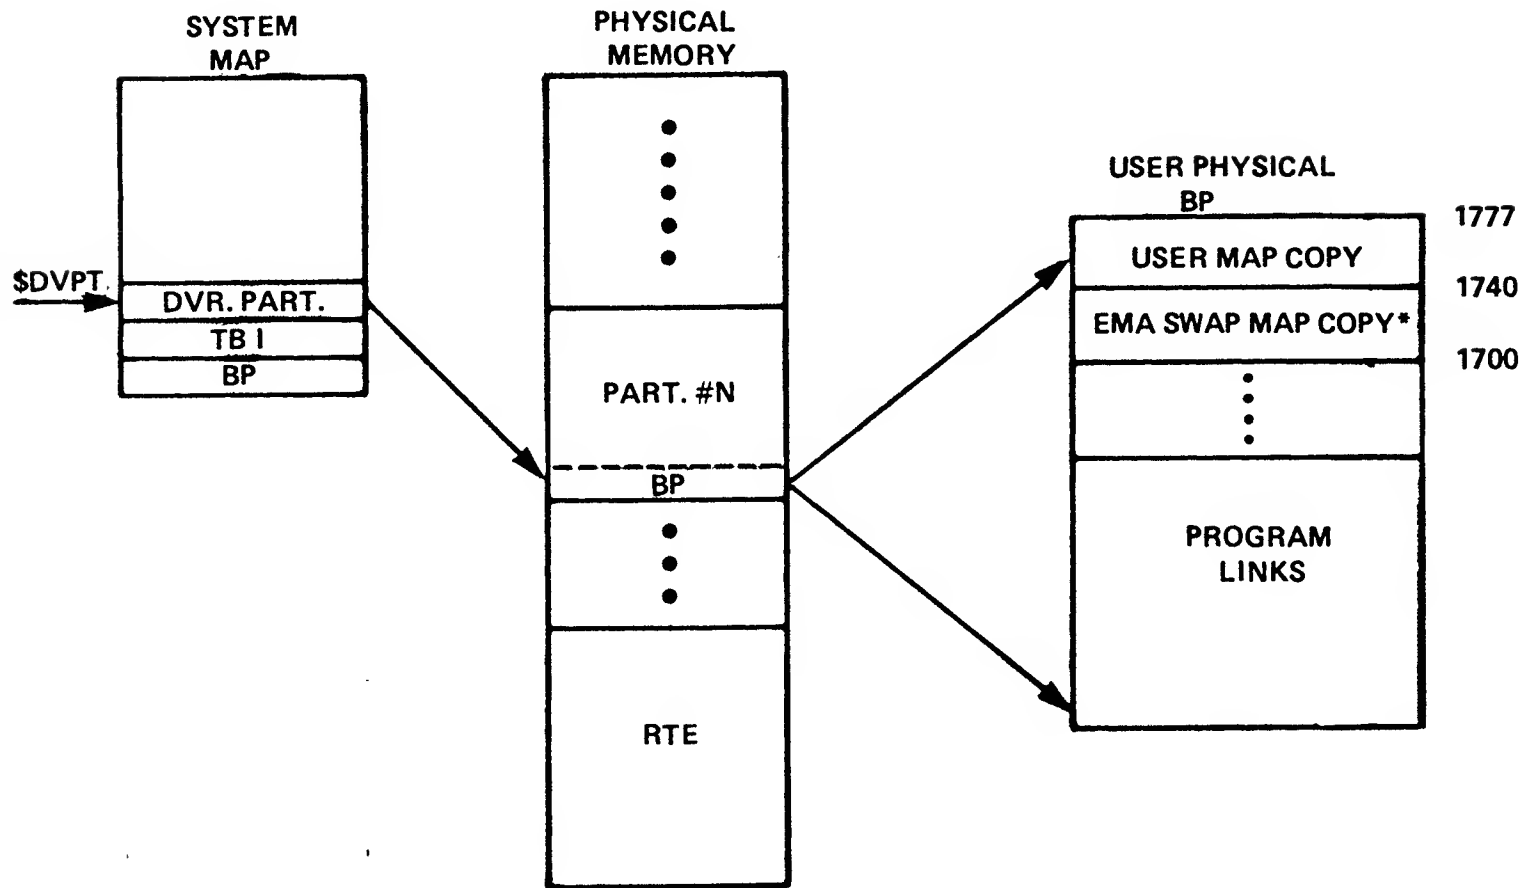 SYSTEM
MAP
$DVPT.
DVR. PART.
TB I
BP
PHYSICAL
MEMORY
PART. #N
BP
RTE
USER PHYSICAL
BP
1777
USER MAP COPY
1740
EMA SWAP MAP COPY*
1700
PROGRAM
LINKS